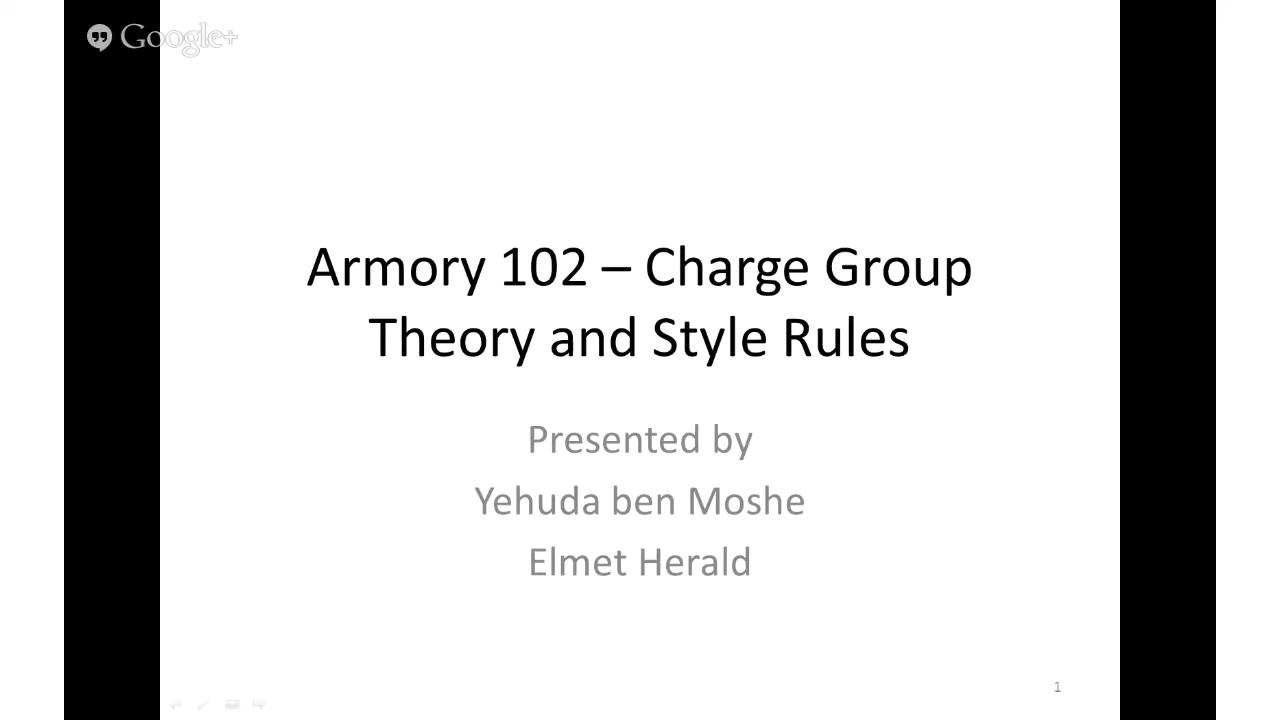 Google+
Armory 102 – Charge Group
Theory and Style Rules
Presented by
Yehuda ben Moshe
Elmet Herald
1